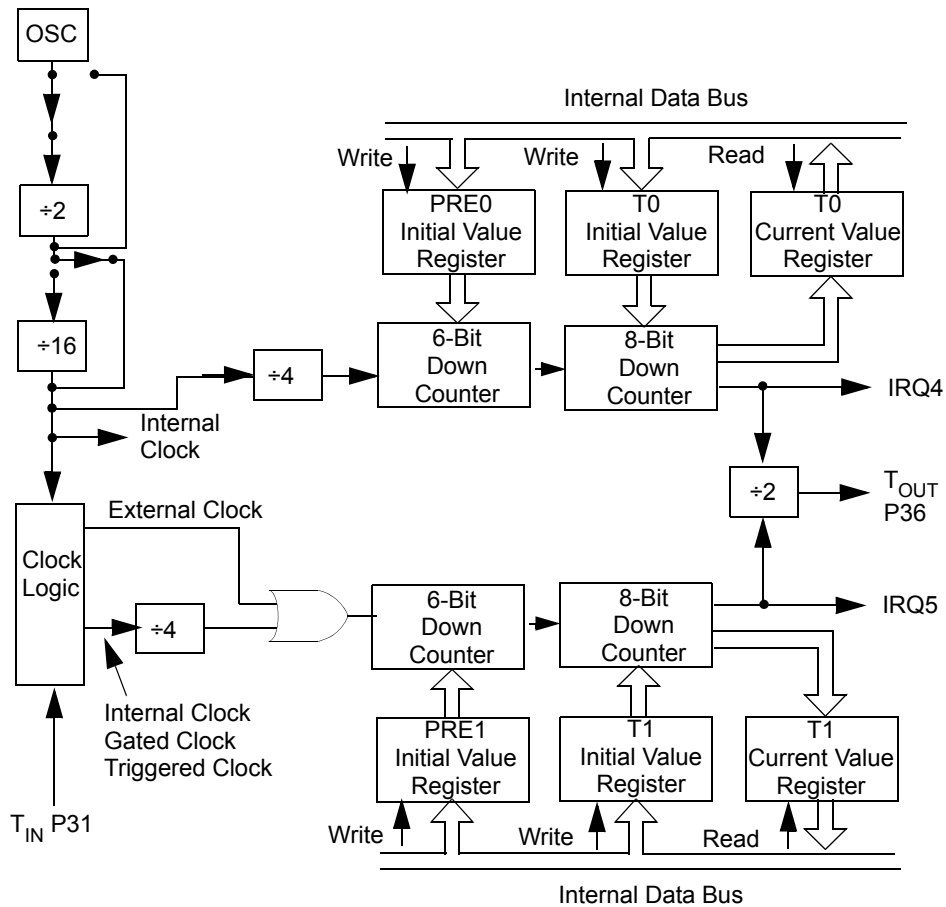 OSC
Internal Data Bus
Write
Write
Read
÷2
PRE0
Initial Value
Register
T0
Initial Value
Register
T0
Current Value
Register
÷16
÷4
6-Bit
Down
Counter
8-Bit
Down
Counter
IRQ4
Internal
Clock
÷2
TOUT
P36
Clock
Logic
External Clock
÷4
6-Bit
Down
Counter
8-Bit
Down
Counter
IRQ5
Internal Clock
Gated Clock
Triggered Clock
PRE1
Initial Value
Register
T1
Initial Value
Register
T1
Current Value
Register
TIN P31
Write
Write
Read
Internal Data Bus